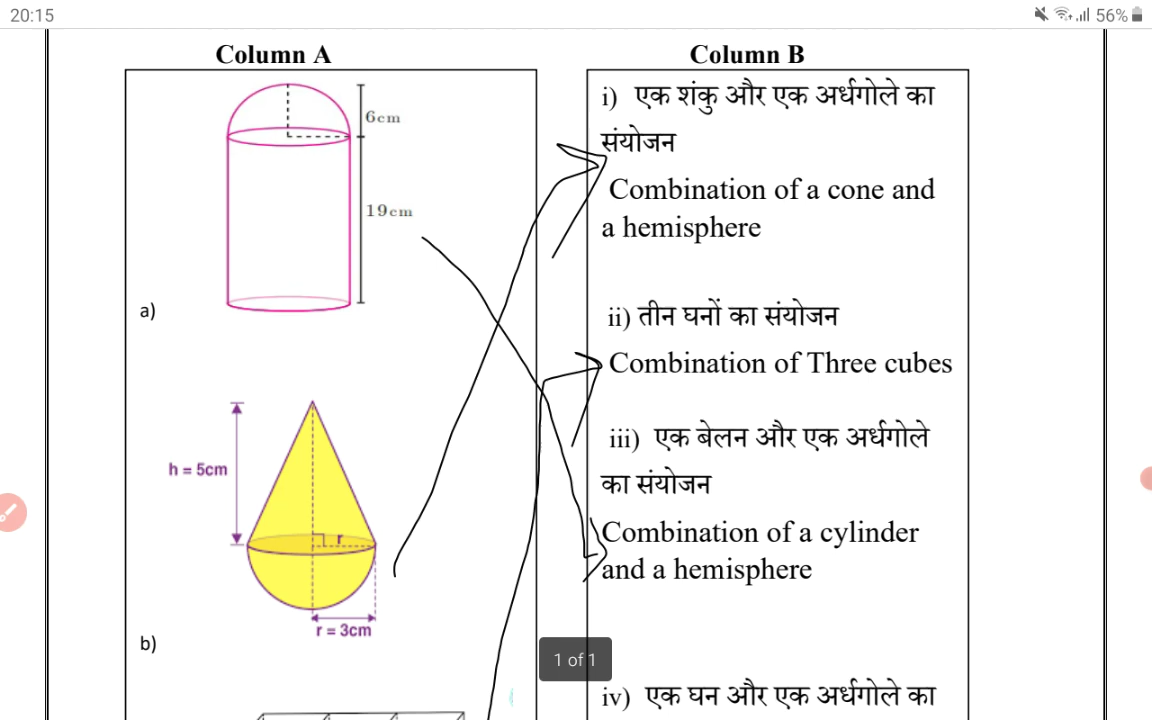 20:15
56%
Column A
Column B
6cm
19cm
a)
h = 5cm
r
r = 3cm
b)
i) एक शंकु और एक अर्धगोले का
संयोजन
Combination of a cone and
a hemisphere
ii) तीन घनों का संयोजन
Combination of Three cubes
iii) एक बेलन और एक अर्धगोले
का संयोजन
Combination of a cylinder
and a hemisphere
1 of 1
iv) एक घन और एक अर्धगोले का